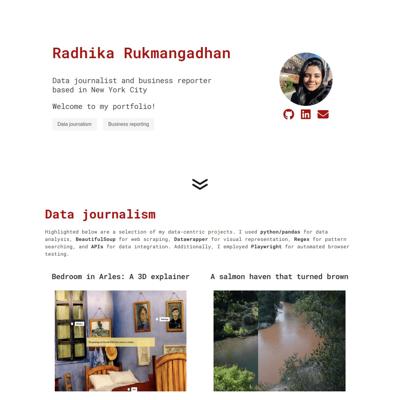 Radhika Rukmangadhan
Data journalist and business reporter
based in New York City
Welcome to my portfolio!
Data journalism
Business reporting
Data journalism
Highlighted below are a selection of my data-centric projects. I used python/pandas for data
analysis, BeautifulSoup for web scraping, Datawrapper for visual representation, Regex for pattern
searching, and APIs for data integration. Additionally, I employed Playwright for automated browser
testing.
Bedroom in Arles: A 3D explainer
A salmon haven that turned brown